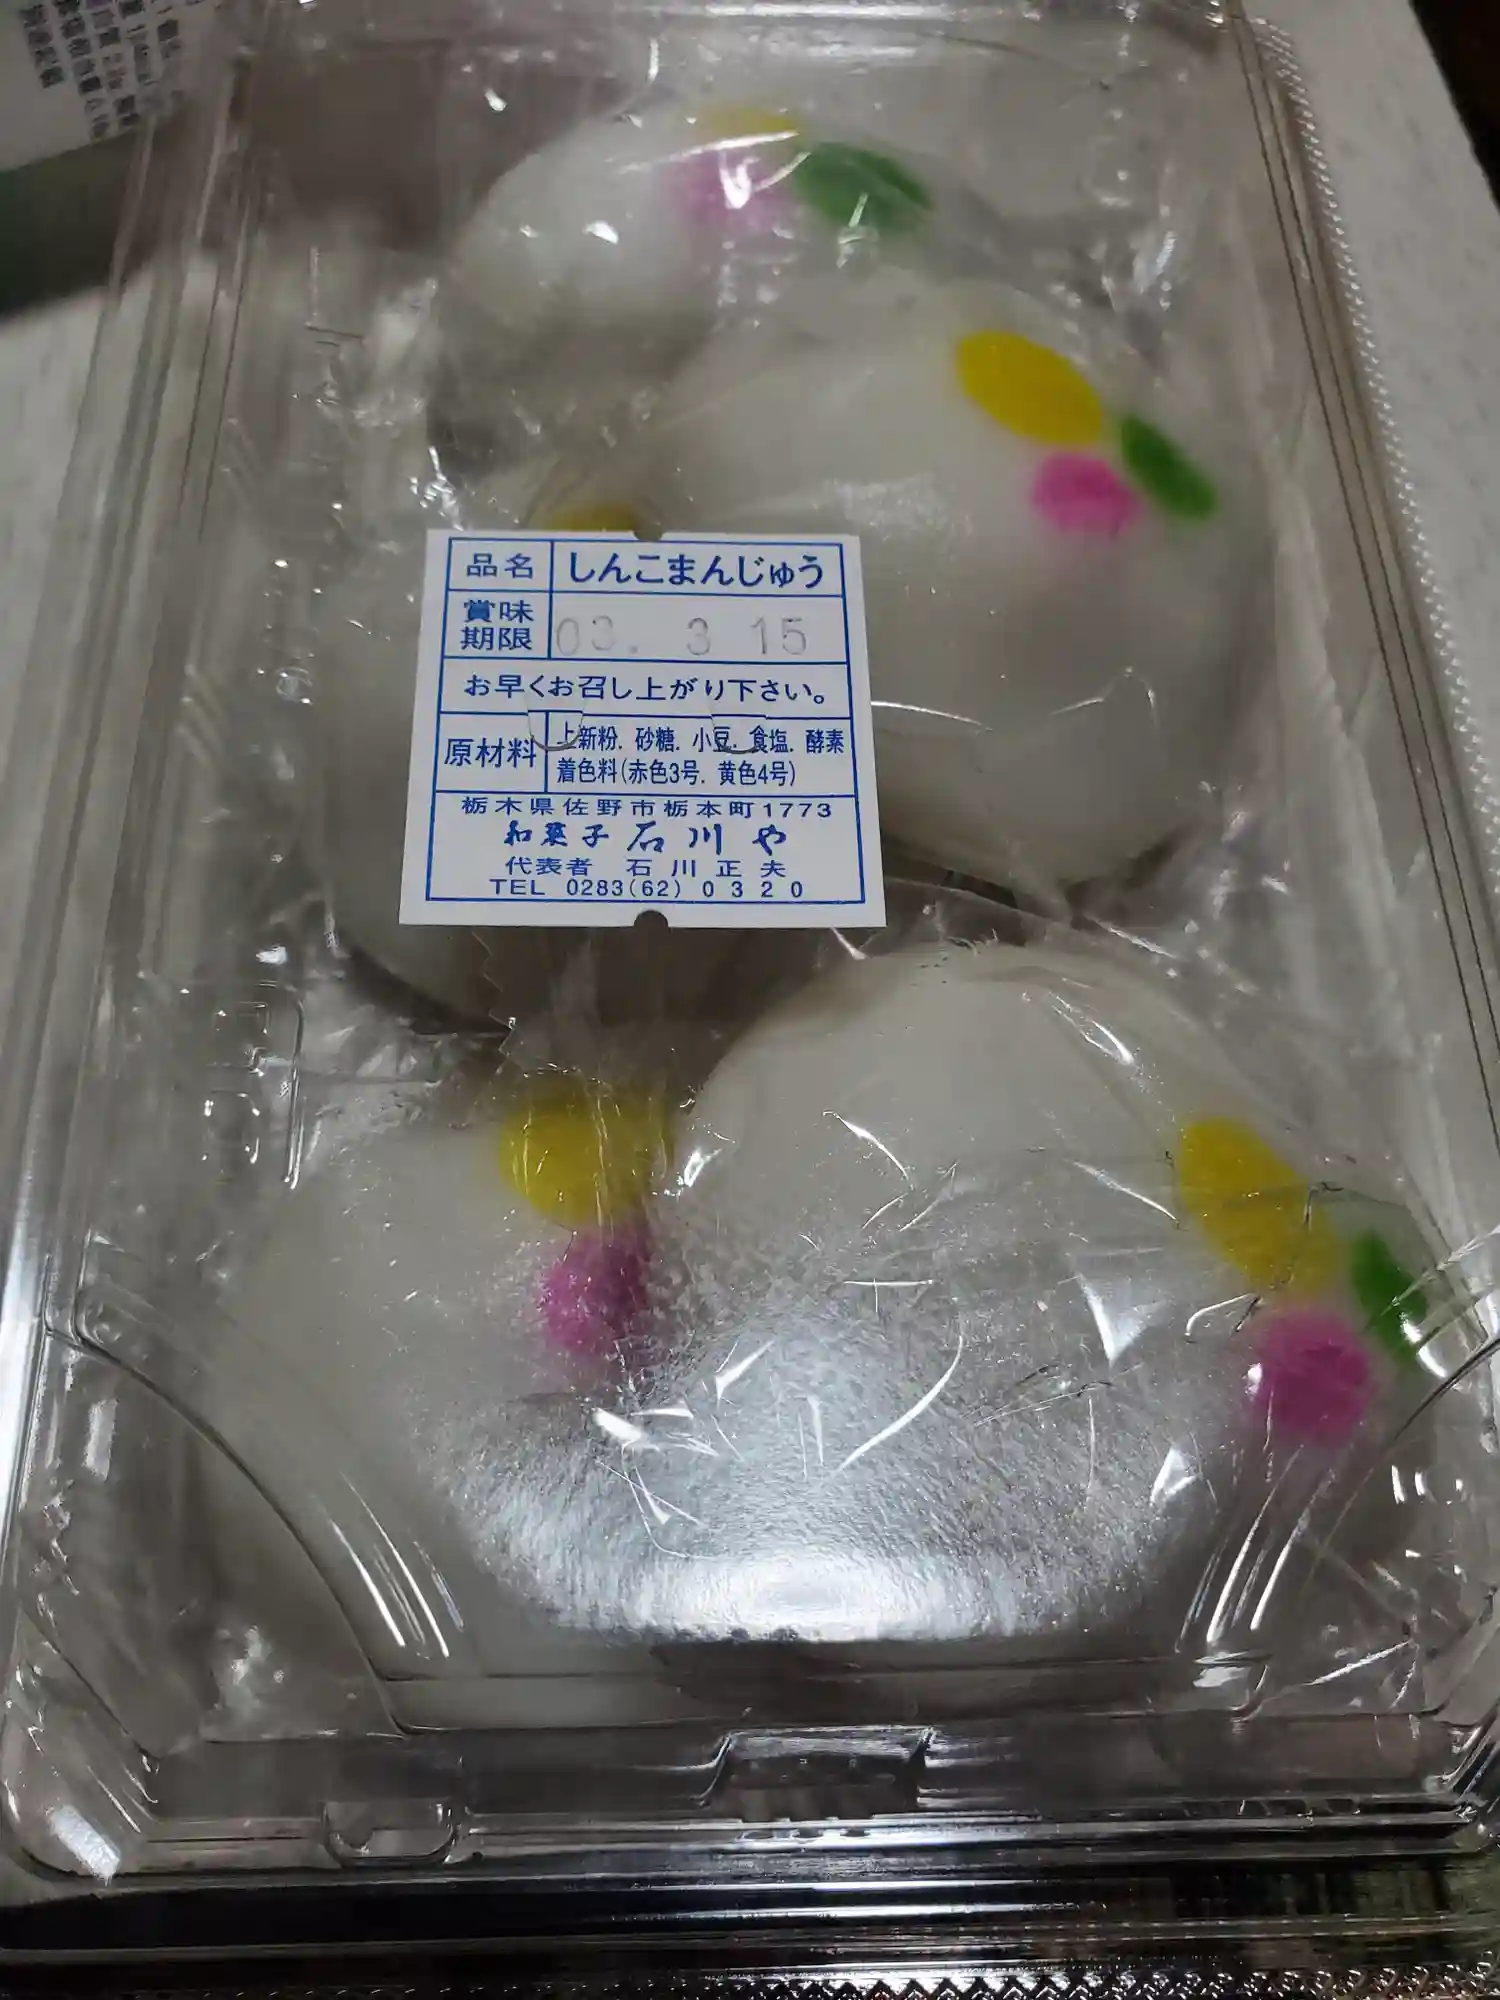 品名 しんこまんじゅう
賞味期限 03. 3 15
お早くお召し上がり下さい。
原材料 上新粉. 砂糖. 小豆. 食塩. 酵素
着色料(赤色3号. 黄色4号)
栃木県佐野市栃本町1773
和菓子 石川や
代表者 石川正夫
TEL 0283(62)0320